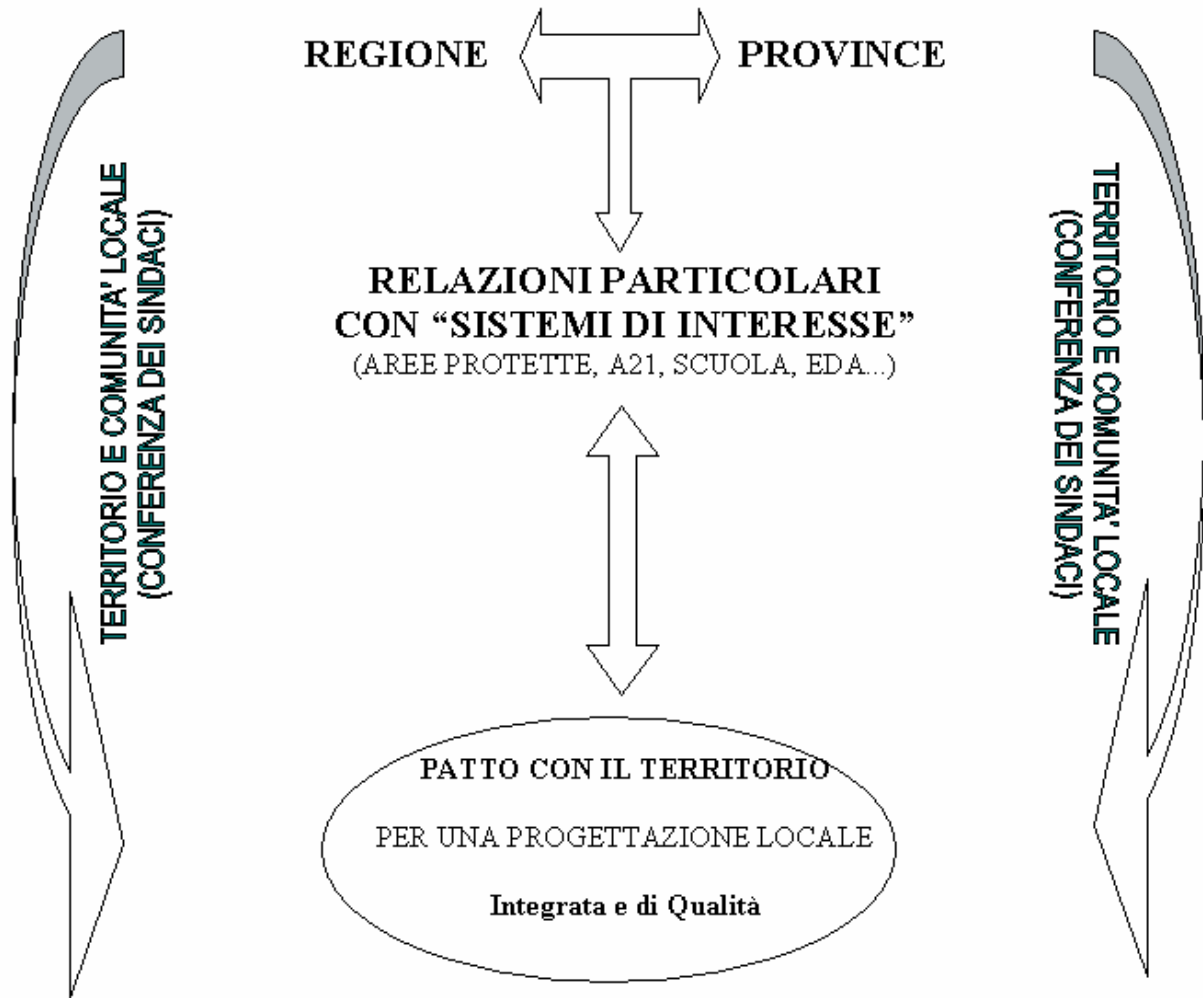 REGIONE PROVINCE
TERRITORIO E COMUNITA' LOCALE
(CONFERENZA DEI SINDACI)
RELAZIONI PARTICOLARI
CON “SISTEMI DI INTERESSE”
(AREE PROTETTE, A21, SCUOLA, EDA...)
TERRITORIO E COMUNITA' LOCALE
(CONFERENZA DEI SINDACI)
PATTO CON IL TERRITORIO
PER UNA PROGETTAZIONE LOCALE
Integrata e di Qualità